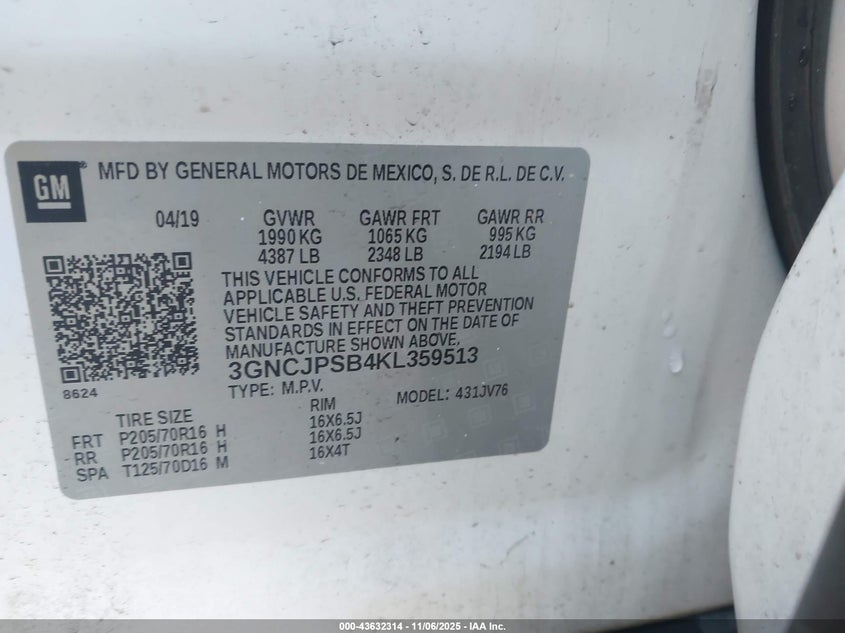 GM
MFD BY GENERAL MOTORS DE MEXICO, S. DE R.L. DE C.V.
04/19 GVWR GAWR FRT GAWR RR
1990 KG 1065 KG 995 KG
4387 LB 2348 LB 2194 LB
THIS VEHICLE CONFORMS TO ALL
APPLICABLE U.S. FEDERAL MOTOR
VEHICLE SAFETY AND THEFT PREVENTION
STANDARDS IN EFFECT ON THE DATE OF
MANUFACTURE SHOWN ABOVE.
3GNCJPSB4KL359513
8624
TYPE: M.P.V. MODEL: 431JV76
TIRE SIZE RIM
FRT P205/70R16 H 16X6.5J
RR P205/70R16 H 16X6.5J
SPA T125/70D16 M 16X4T
000-43632314 - 11/06/2025 - IAA Inc.